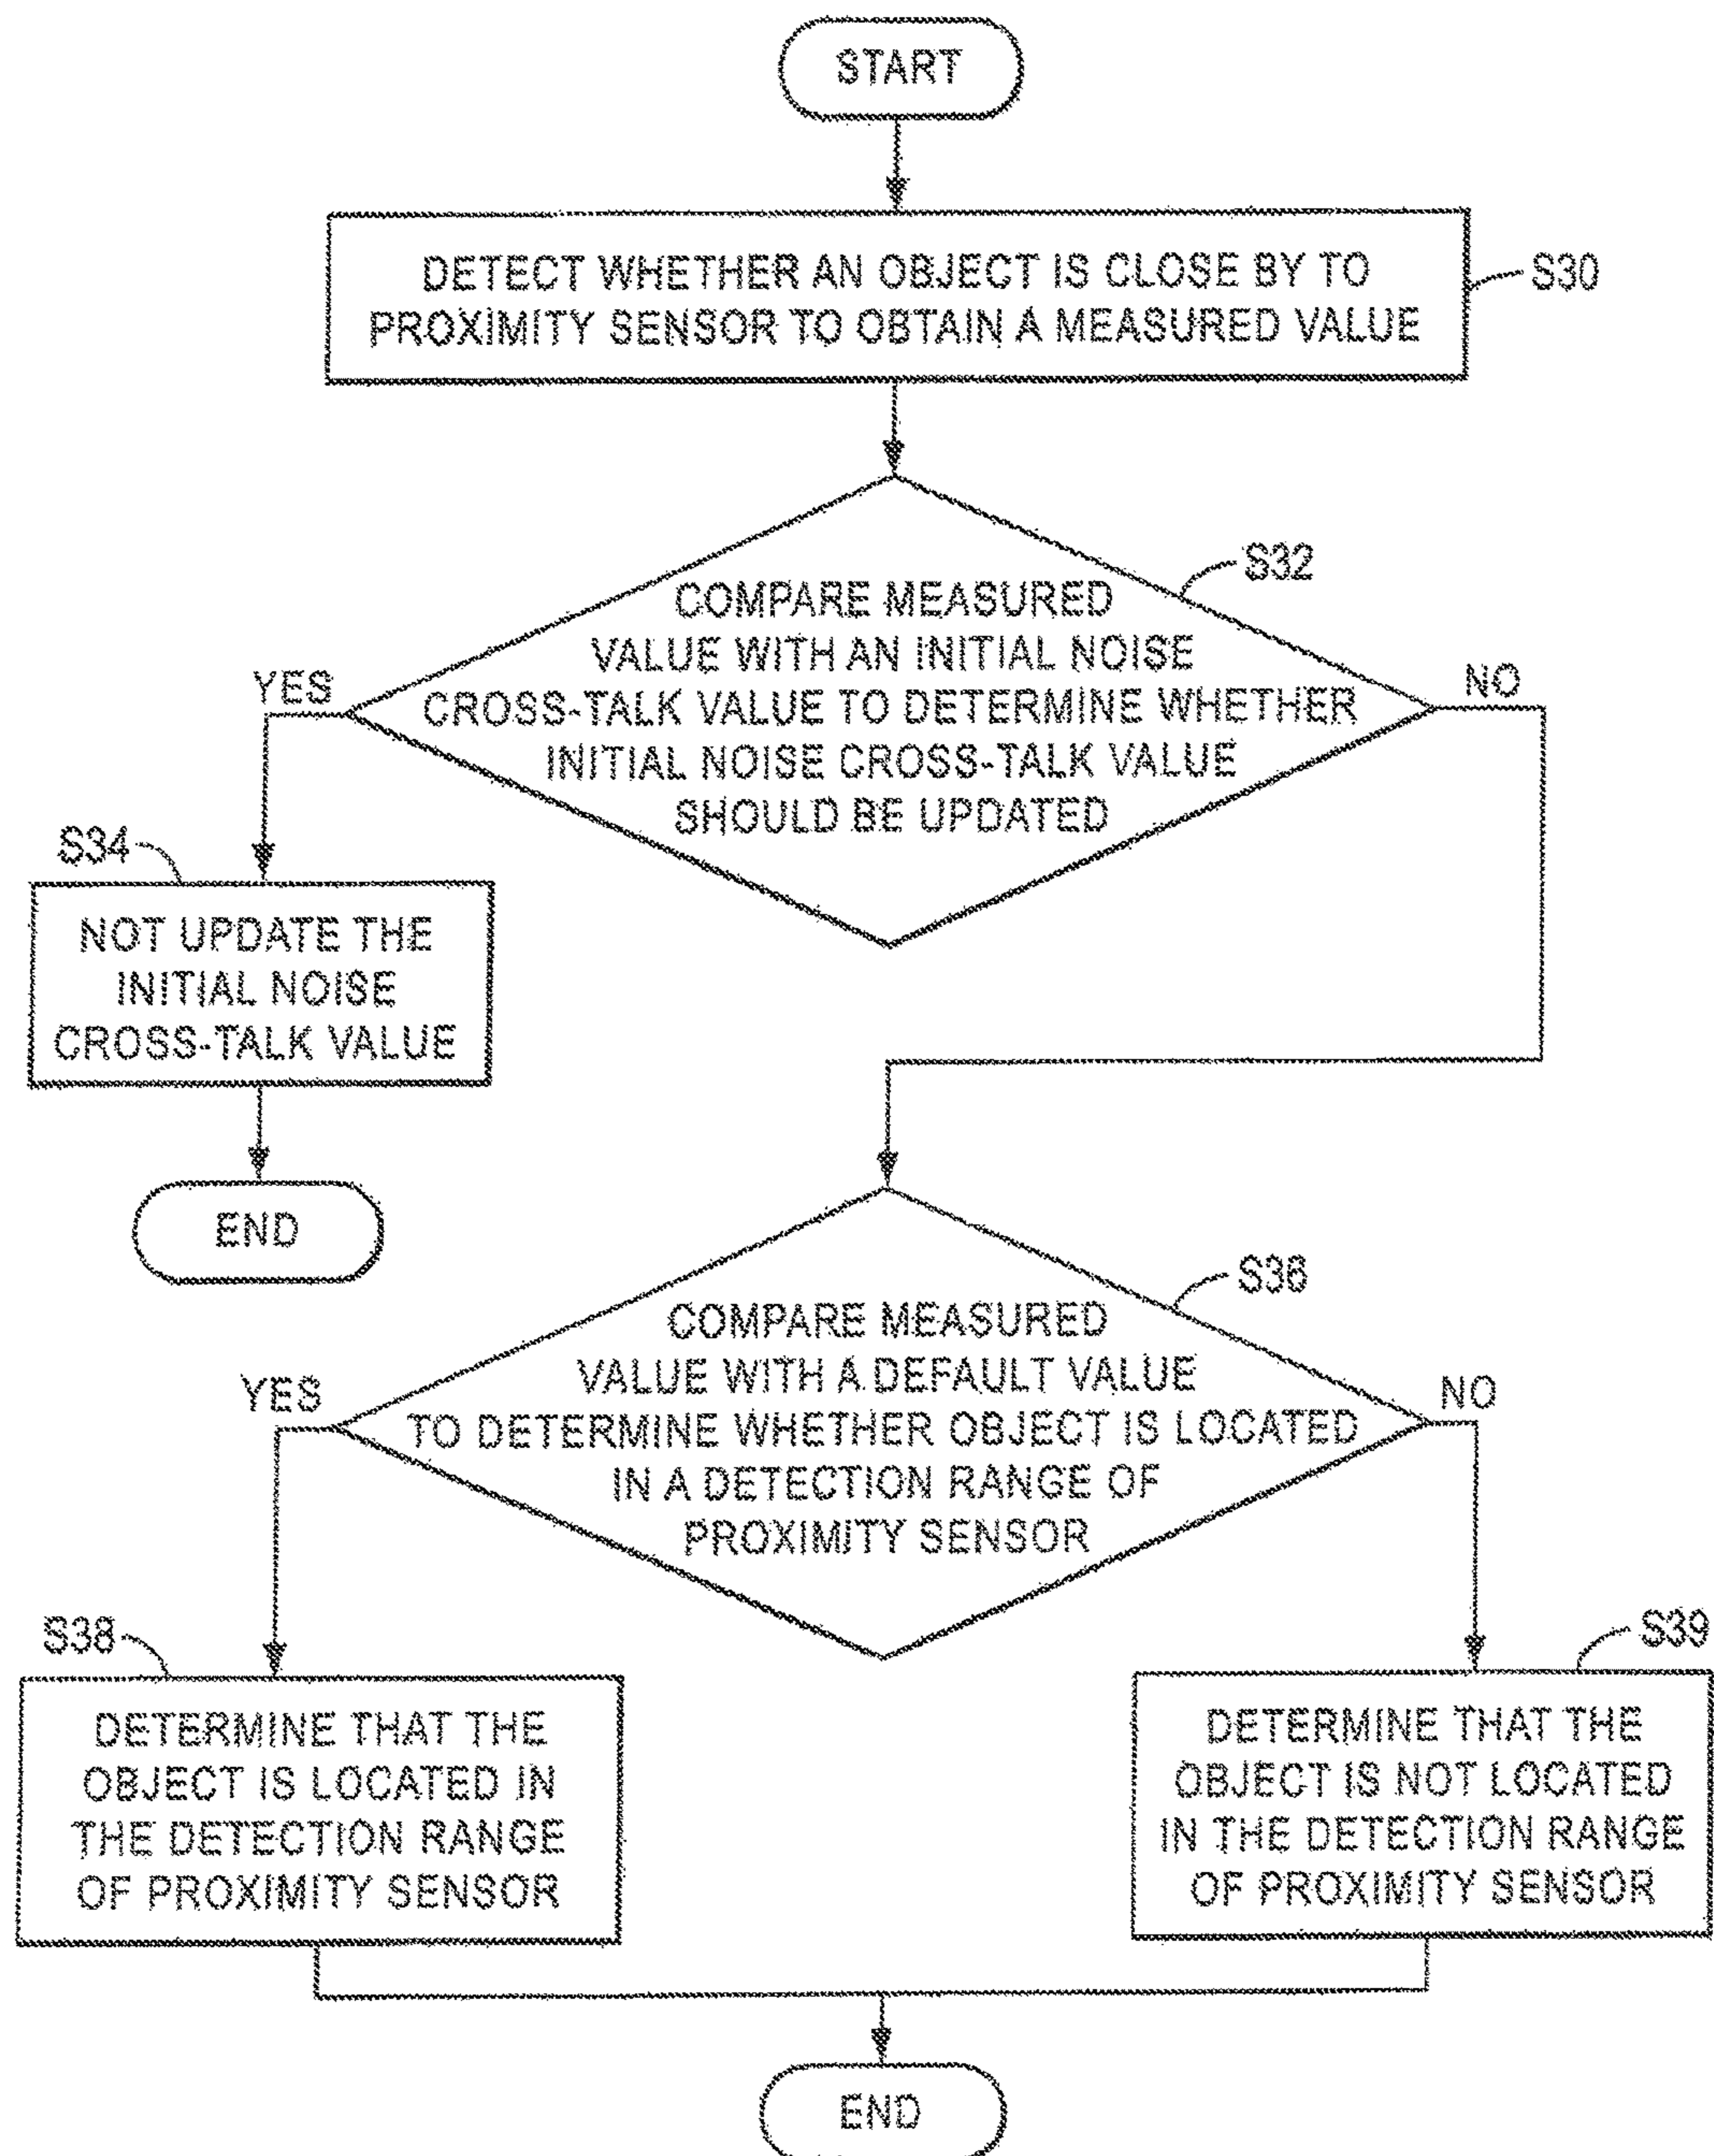 START
DETECT WHETHER AN OBJECT IS CLOSE BY TO
PROXIMITY SENSOR TO OBTAIN A MEASURED VALUE
S30
S32
COMPARE MEASURED
VALUE WITH AN INITIAL NOISE
CROSS-TALK VALUE TO DETERMINE WHETHER
INITIAL NOISE CROSS-TALK VALUE
SHOULD BE UPDATED
YES
NO
S34
NOT UPDATE THE
INITIAL NOISE
CROSS-TALK VALUE
END
S36
COMPARE MEASURED
VALUE WITH A DEFAULT VALUE
TO DETERMINE WHETHER OBJECT IS LOCATED
IN A DETECTION RANGE OF
PROXIMITY SENSOR
YES
NO
S38
DETERMINE THAT THE
OBJECT IS LOCATED IN
THE DETECTION RANGE
OF PROXIMITY SENSOR
S39
DETERMINE THAT THE
OBJECT IS NOT LOCATED
IN THE DETECTION RANGE
OF PROXIMITY SENSOR
END